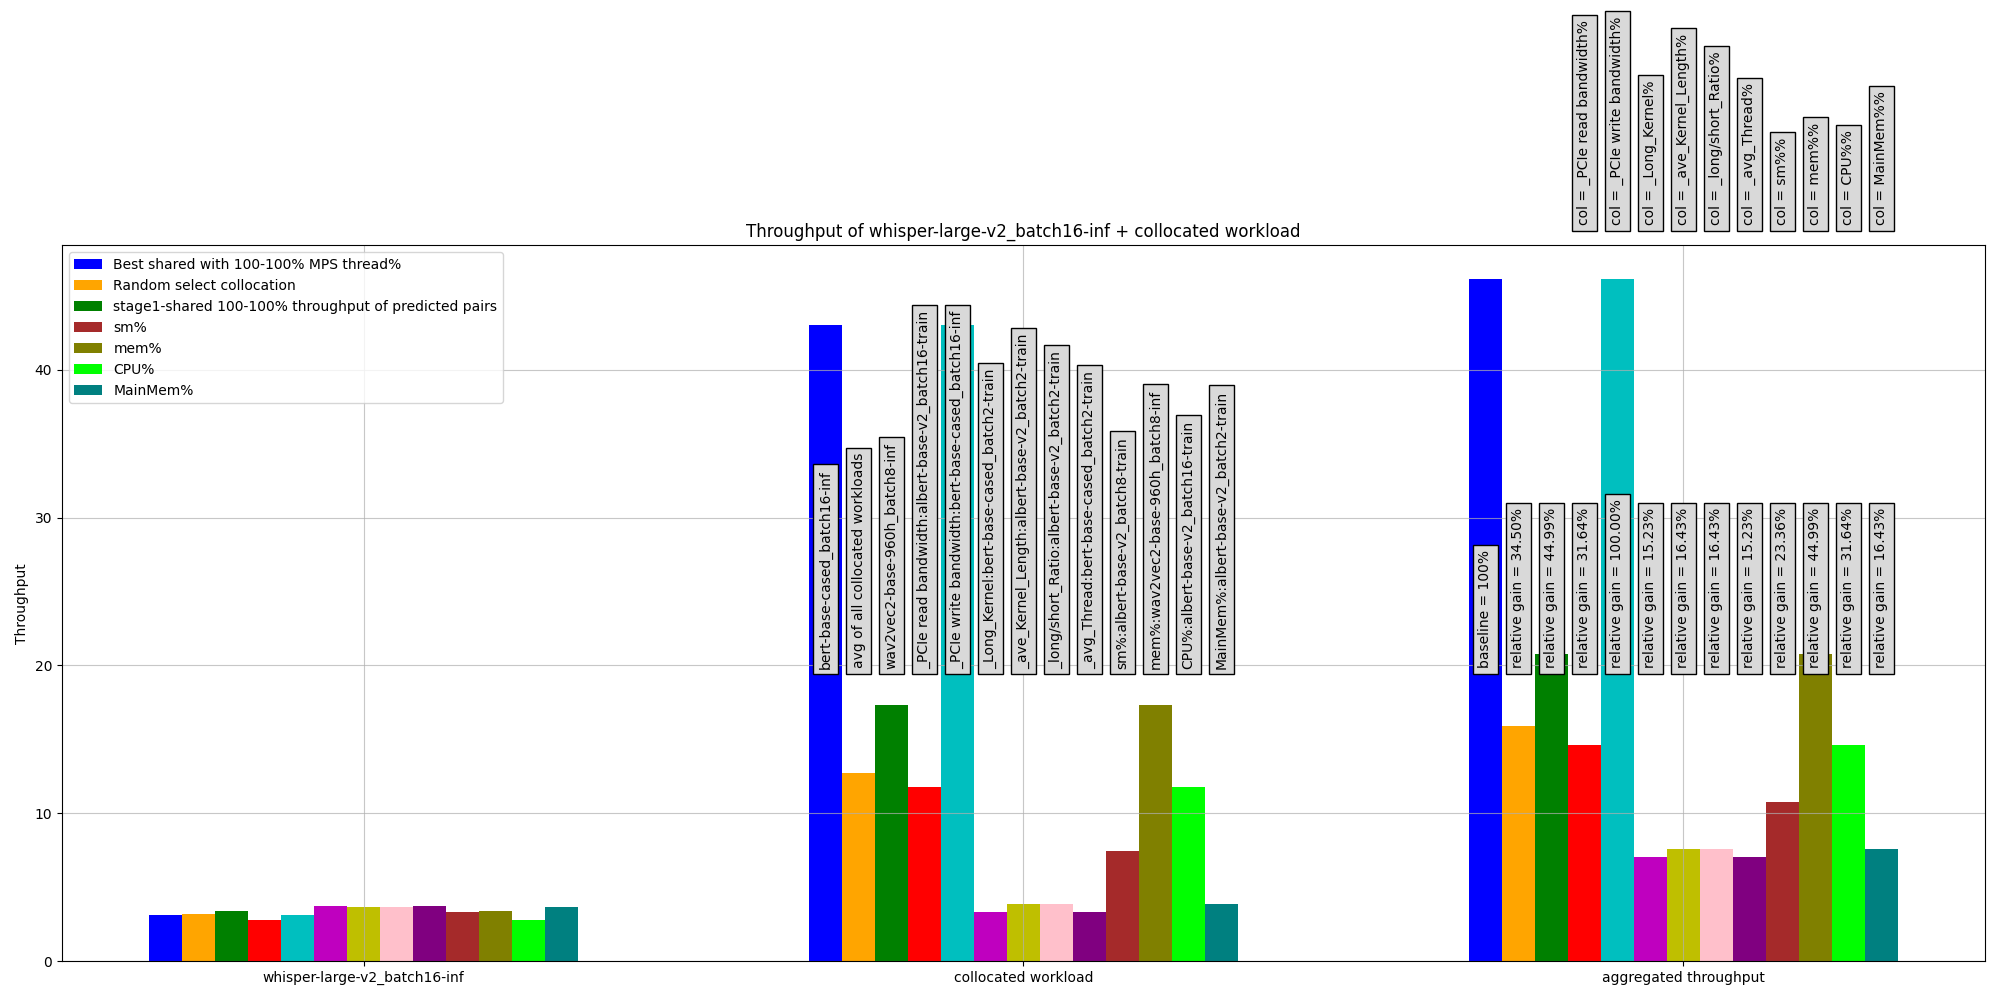 col = _PCIe read bandwidth%
col = _PCIe write bandwidth%
col = _Long_Kernel%
col = _ave_Kernel_Length%
col = _long/short_Ratio%
col = _avg_Thread%
col = sm%%
col = mem%%
col = CPU%%
col = MainMem%%
Throughput of whisper-large-v2_batch16-inf + collocated workload
Best shared with 100-100% MPS thread%
Random select collocation
stage1-shared 100-100% throughput of predicted pairs
sm%
mem%
CPU%
MainMem%
Throughput
40
30
20
10
0
bert-base-cased_batch16-inf
avg of all collocated workloads
wav2vec2-base-960h_batch8-inf
_PCIe read bandwidth:albert-base-v2_batch16-train
_PCIe write bandwidth:bert-base-cased_batch16-inf
_Long_Kernel:bert-base-cased_batch2-train
_ave_Kernel_Length:albert-base-v2_batch2-train
_long/short_Ratio:albert-base-v2_batch2-train
_avg_Thread:bert-base-cased_batch2-train
sm%:albert-base-v2_batch8-train
mem%:wav2vec2-base-960h_batch8-inf
CPU%:albert-base-v2_batch16-train
MainMem%:albert-base-v2_batch2-train
baseline = 100%
relative gain = 34.50%
relative gain = 44.99%
relative gain = 31.64%
relative gain = 100.00%
relative gain = 15.23%
relative gain = 16.43%
relative gain = 16.43%
relative gain = 15.23%
relative gain = 23.36%
relative gain = 44.99%
relative gain = 31.64%
relative gain = 16.43%
whisper-large-v2_batch16-inf
collocated workload
aggregated throughput